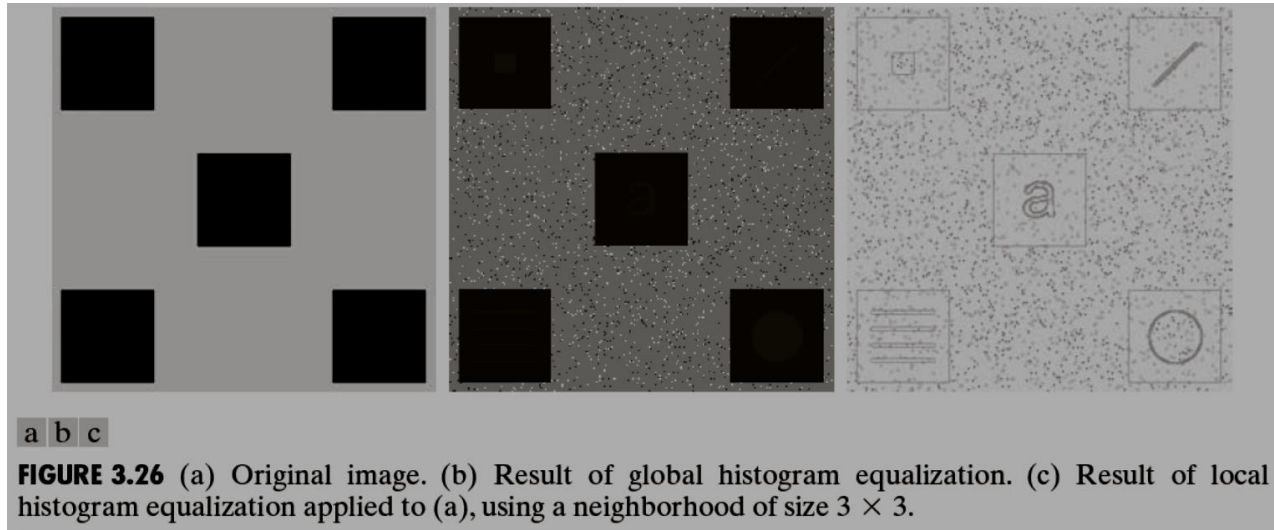 a
a b c
FIGURE 3.26 (a) Original image. (b) Result of global histogram equalization. (c) Result of local
histogram equalization applied to (a), using a neighborhood of size 3 × 3.